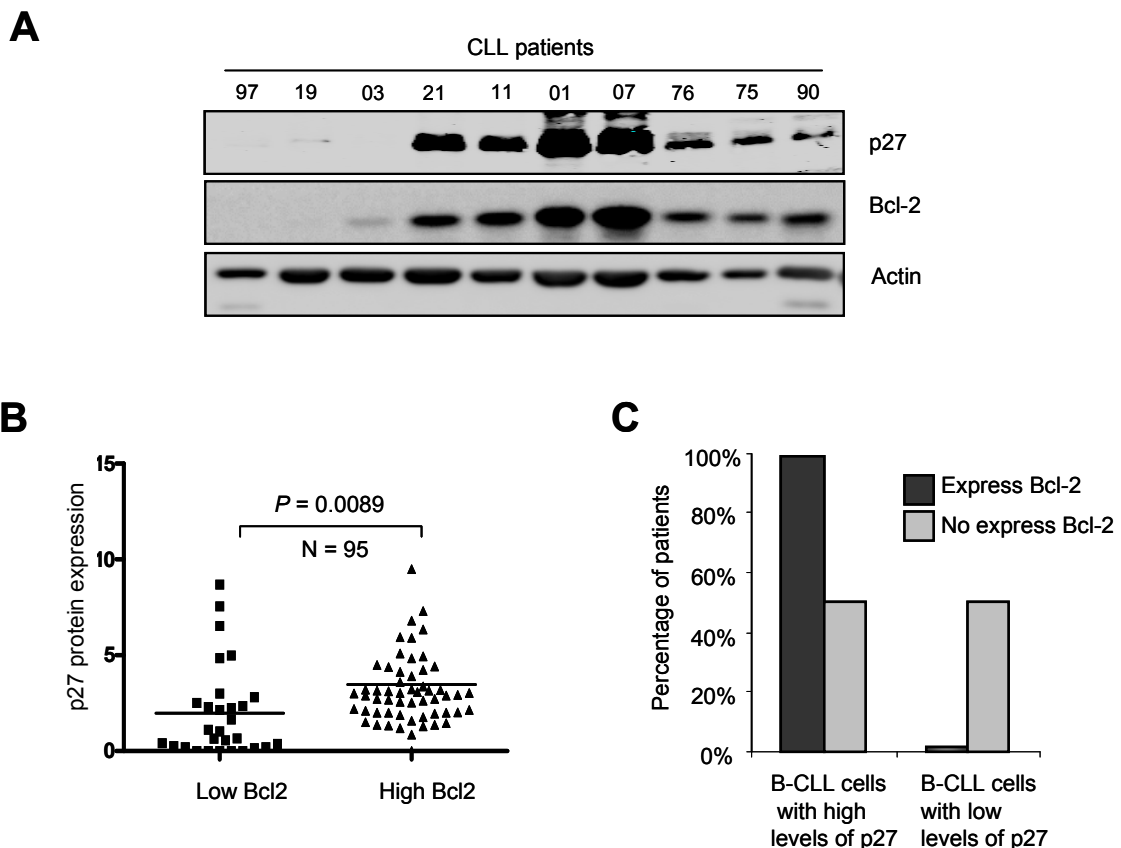 A
CLL patients
97 19 03 21 11 01 07 76 75 90
p27
Bcl-2
Actin
B
p27 protein expression
15
10
5
0
P = 0.0089
N = 95
Low Bcl2 High Bcl2
C
Percentage of patients
100%
80%
60%
40%
20%
0%
Express Bcl-2
No express Bcl-2
B-CLL cells
with high
levels of p27
B-CLL cells
with low
levels of p27